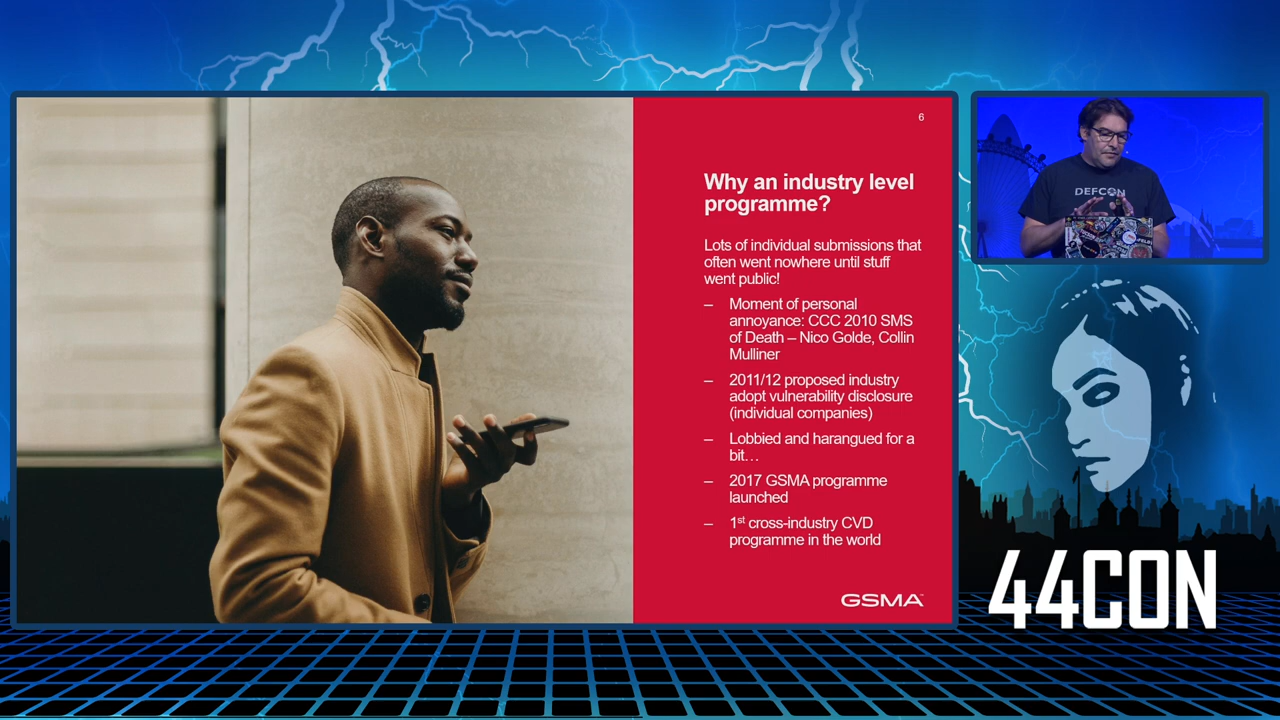 6
Why an industry level
programme?
Lots of individual submissions that
often went nowhere until stuff
went public!
– Moment of personal
annoyance: CCC 2010 SMS
of Death – Nico Golde, Collin
Mulliner
– 2011/12 proposed industry
adopt vulnerability disclosure
(individual companies)
– Lobbied and harangued for a
bit…
– 2017 GSMA programme
launched
– 1st cross-industry CVD
programme in the world
GSMA
DEFCON
44CON